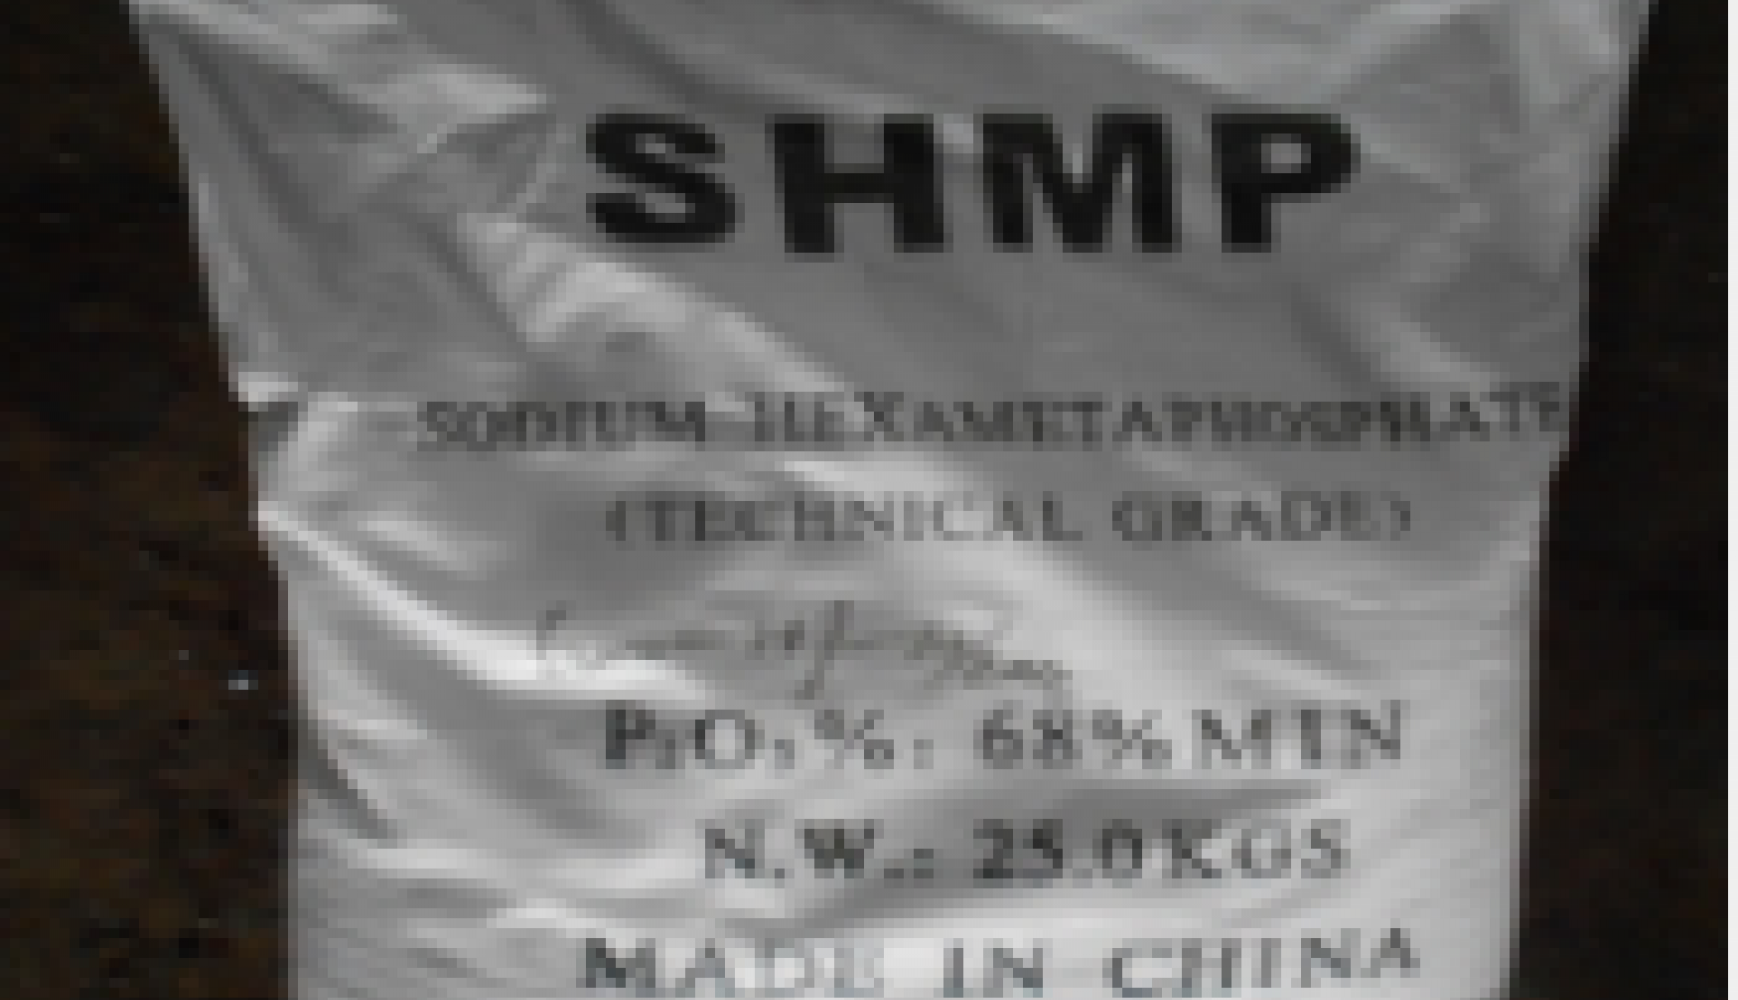 SHMP
SODIUM HEXAMETAPHOSPHATE
(TECHNICAL GRADE)
P₂O₅%: 68% MIN
N.W.: 25.0KGS
MADE IN CHINA